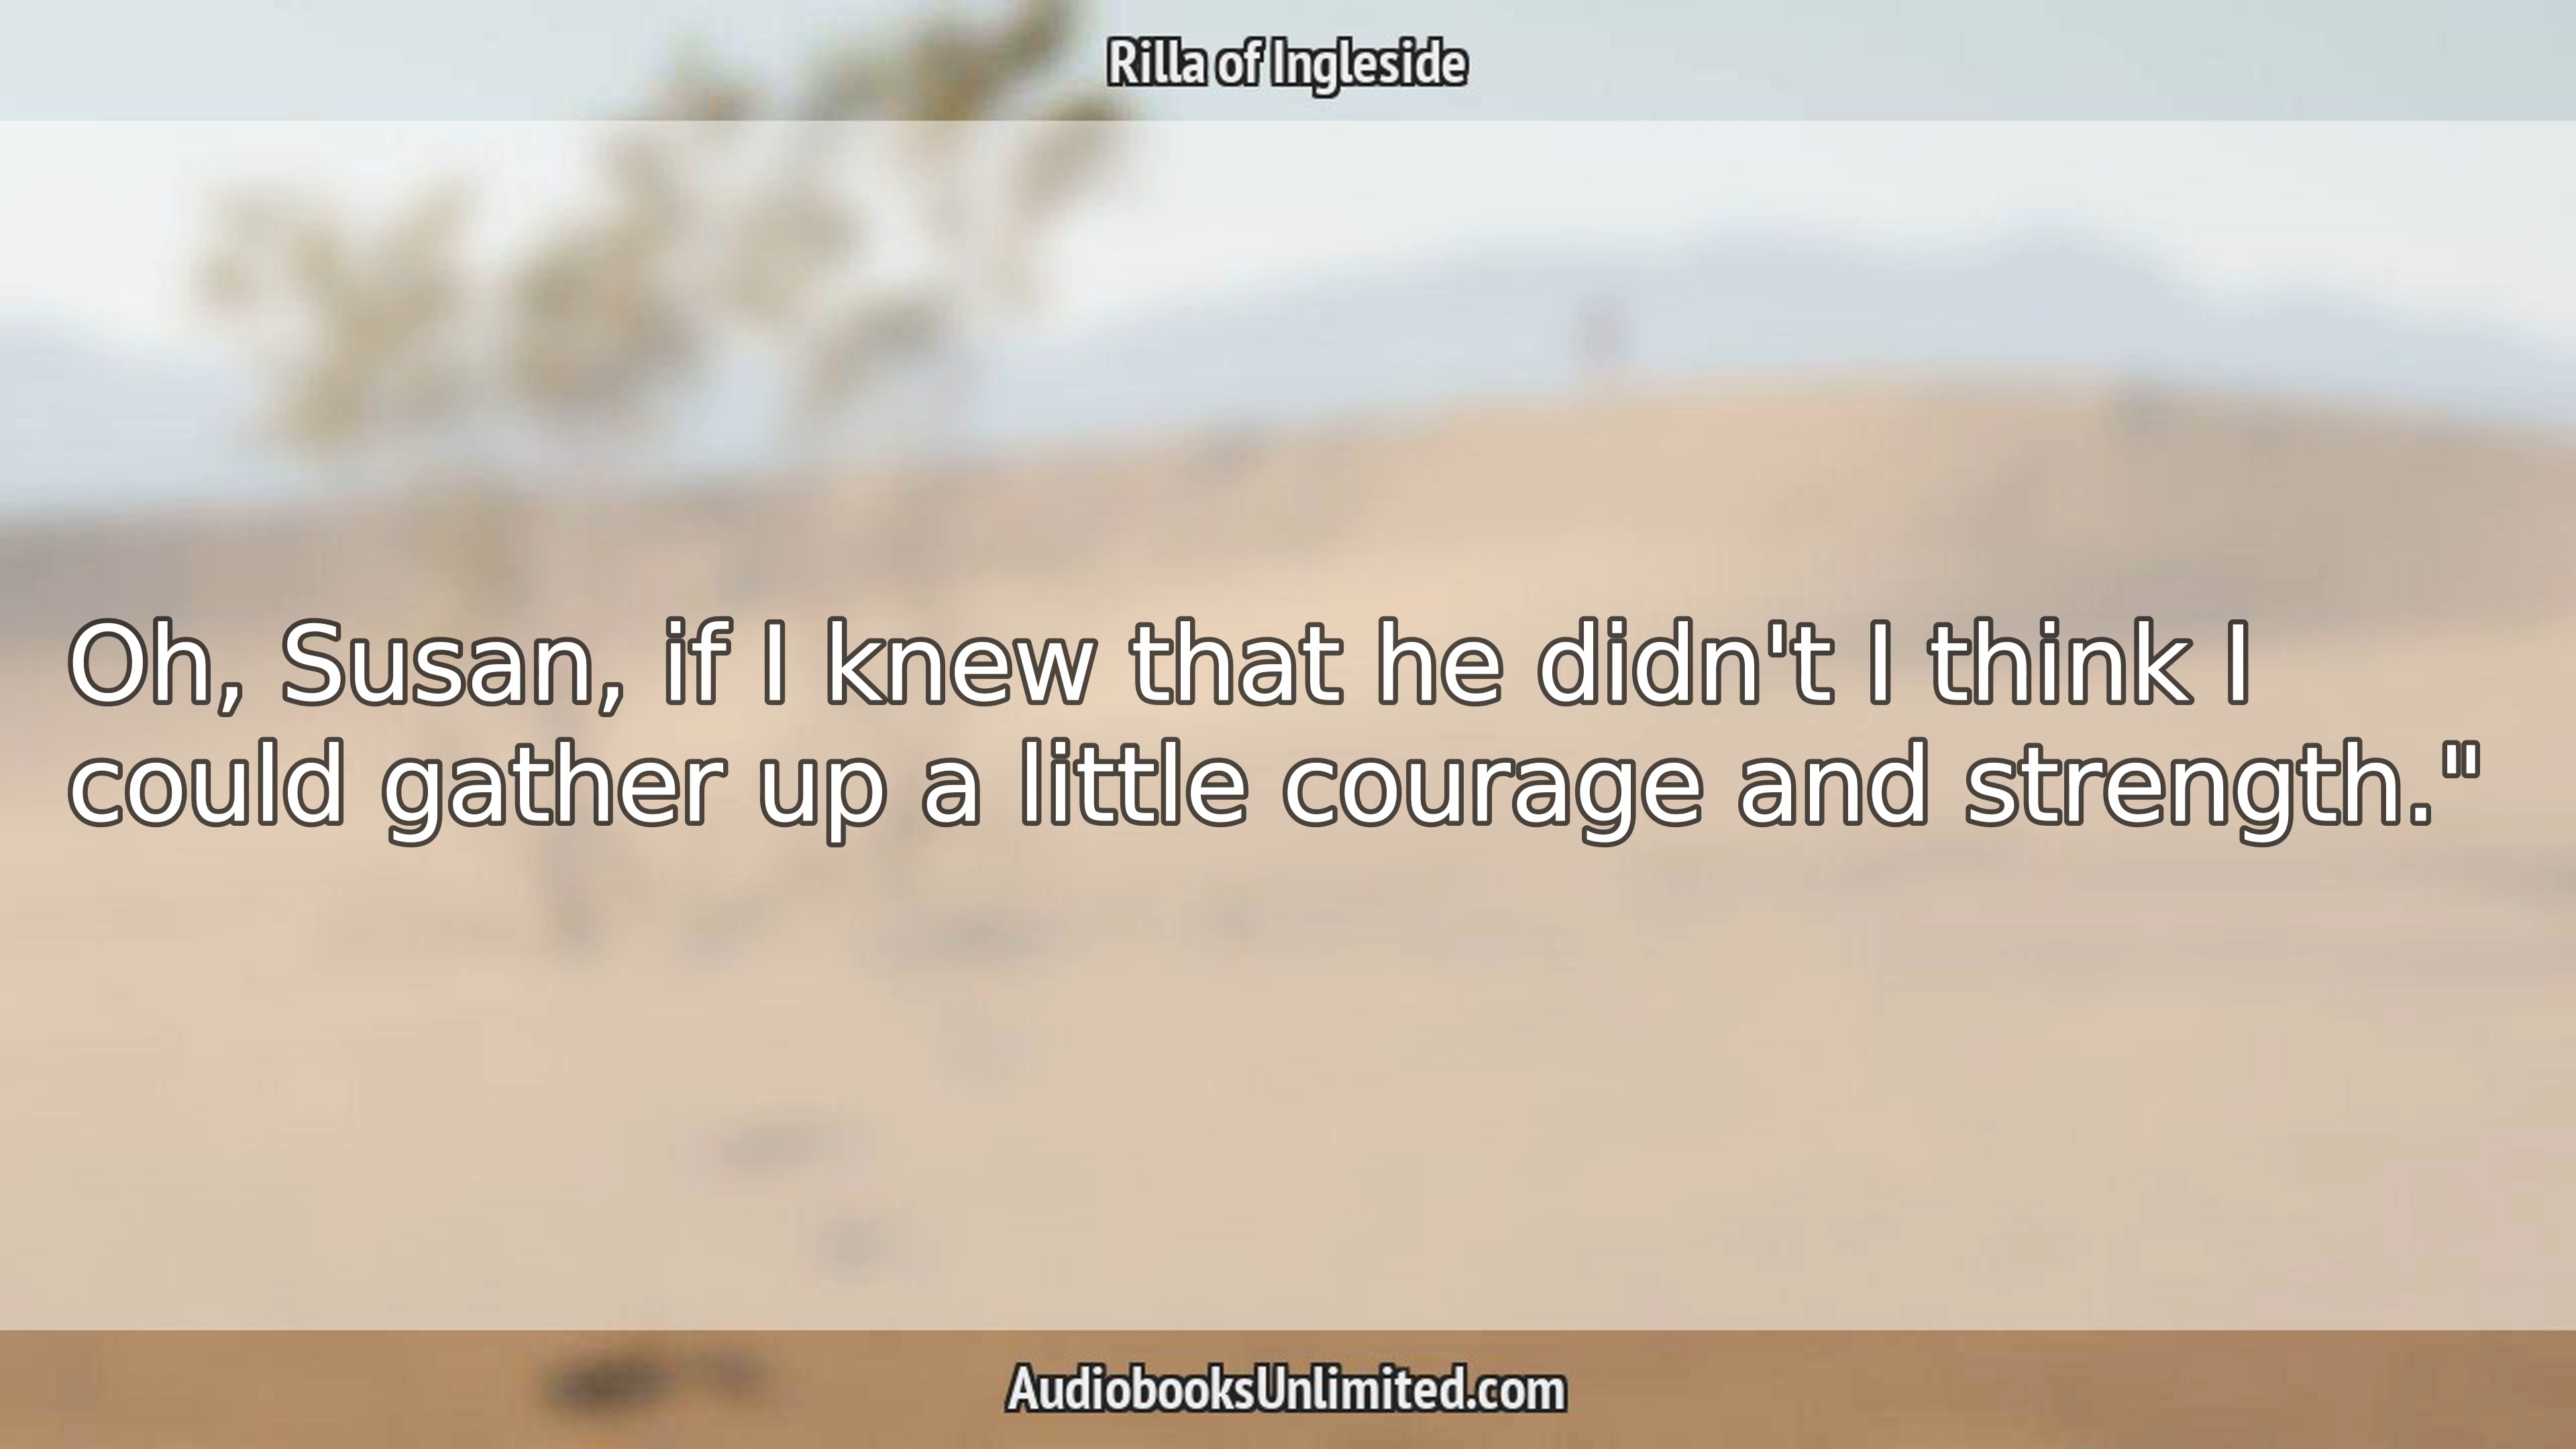 Rilla of Ingleside
Oh, Susan, if I knew that he didn't I think I
could gather up a little courage and strength."
AudiobooksUnlimited.com